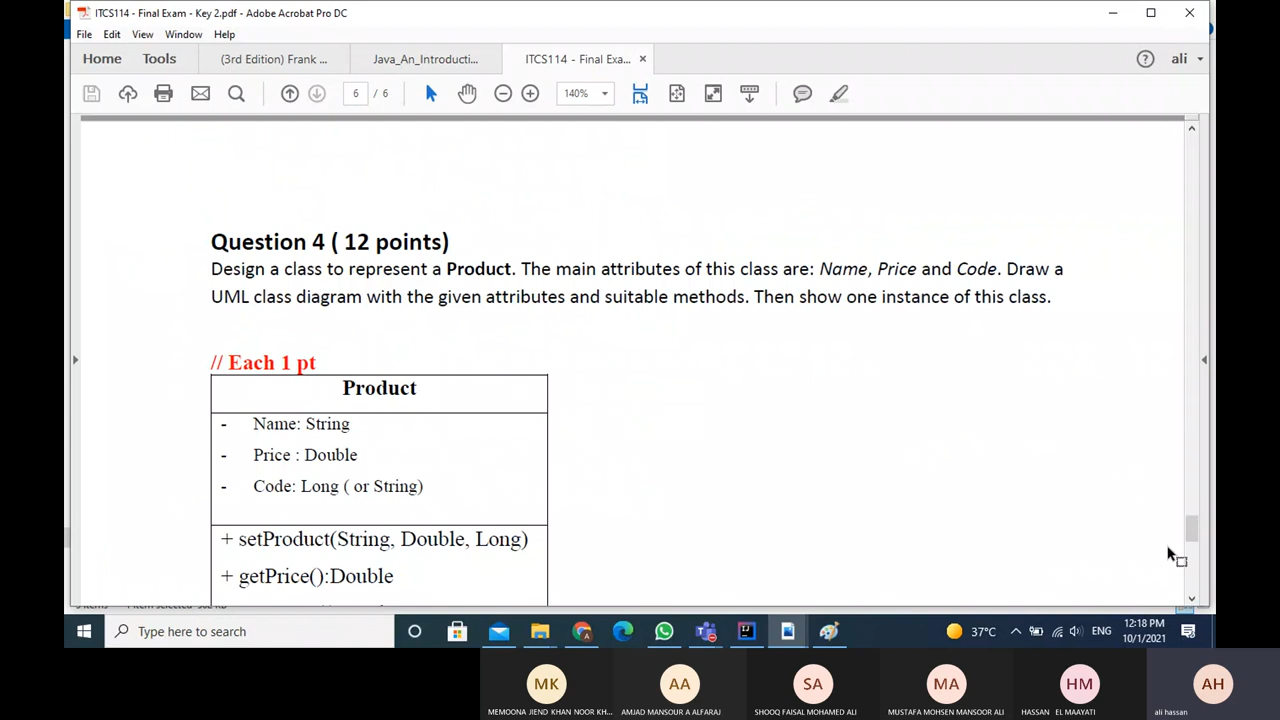 ITCS114 - Final Exam - Key 2.pdf - Adobe Acrobat Pro DC
File Edit View Window Help
Home Tools (3rd Edition) Frank ... Java_An_Introducti... ITCS114 - Final Exa... ali
6 / 6 140%
Question 4 ( 12 points)
Design a class to represent a Product. The main attributes of this class are: Name, Price and Code. Draw a
UML class diagram with the given attributes and suitable methods. Then show one instance of this class.
// Each 1 pt
Product
- Name: String
- Price : Double
- Code: Long ( or String)
+ setProduct(String, Double, Long)
+ getPrice():Double
Type here to search
37°C ENG 12:18 PM
10/1/2021
MK AA SA MA HM AH
MEMOONA JIEND KHAN NOOR KH... AMJAD MANSOUR A ALFARAJ SHOOQ FAISAL MOHAMED ALI MUSTAFA MOHSEN MANSOOR ALI HASSAN EL MAAYATI ali hassan